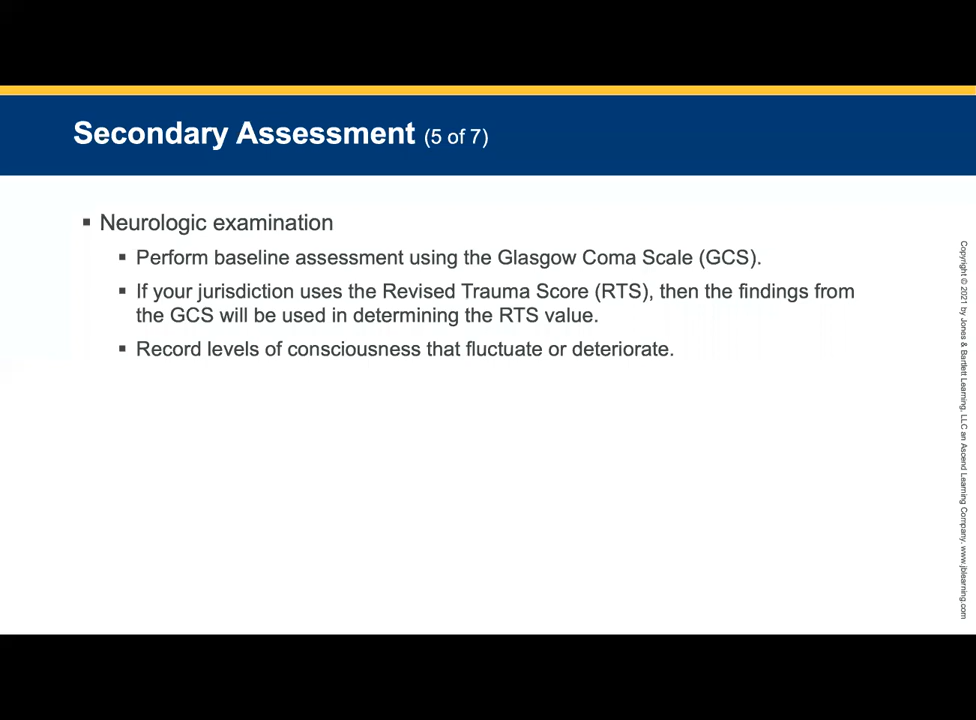 Secondary Assessment (5 of 7)
▪ Neurologic examination
▪ Perform baseline assessment using the Glasgow Coma Scale (GCS).
▪ If your jurisdiction uses the Revised Trauma Score (RTS), then the findings from
the GCS will be used in determining the RTS value.
▪ Record levels of consciousness that fluctuate or deteriorate.
Copyright © 2021 by Jones & Bartlett Learning, LLC an Ascend Learning Company. www.jblearning.com